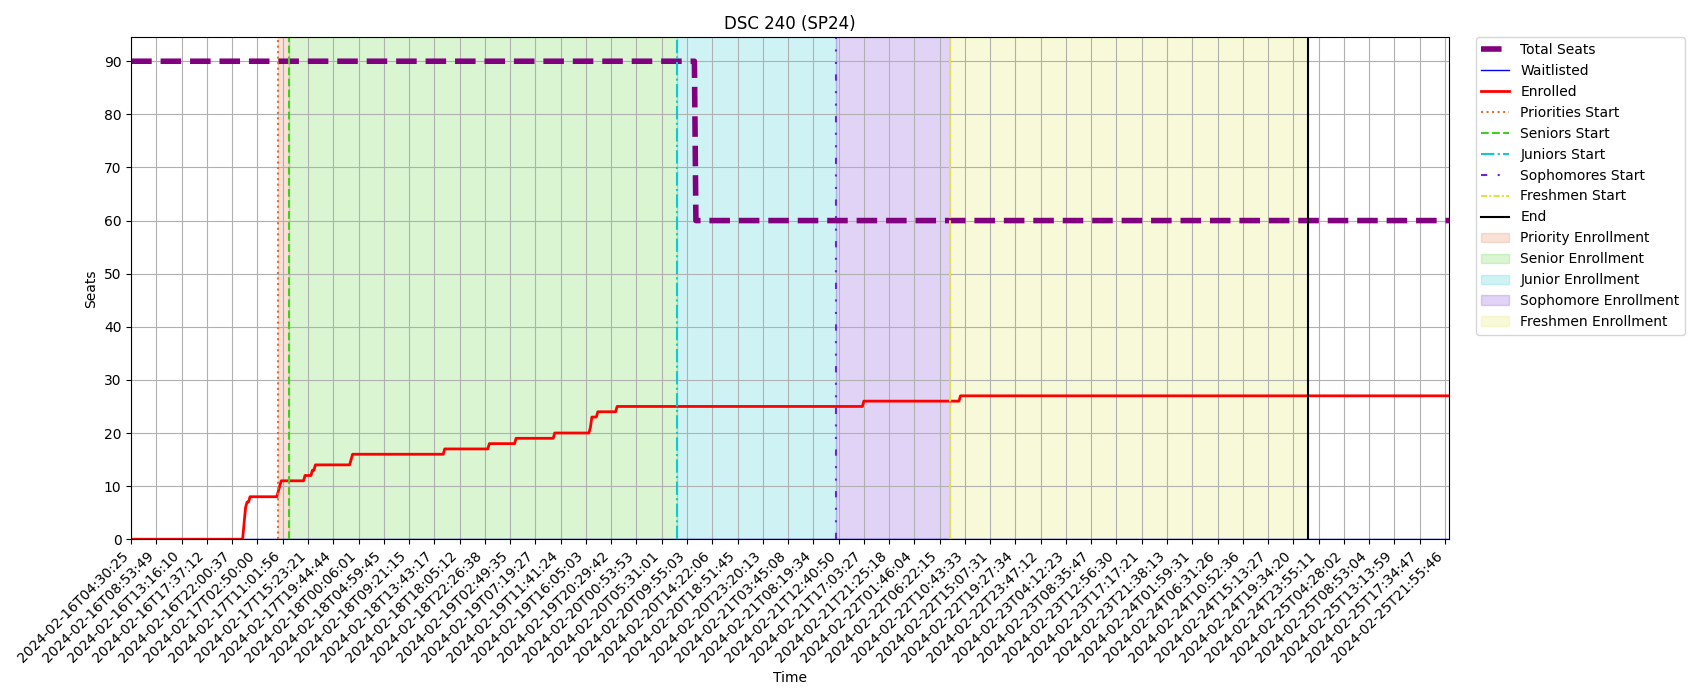 DSC 240 (SP24)
Seats
90
80
70
60
50
40
30
20
10
0
2024-02-16T04:30:25
2024-02-16T08:53:49
2024-02-16T13:16:10
2024-02-16T17:37:12
2024-02-16T22:00:37
2024-02-17T02:50:00
2024-02-17T11:01:56
2024-02-17T15:23:21
2024-02-17T19:44:44
2024-02-18T00:06:01
2024-02-18T04:59:45
2024-02-18T09:21:15
2024-02-18T13:43:17
2024-02-18T18:05:12
2024-02-18T22:26:38
2024-02-19T02:49:35
2024-02-19T07:19:27
2024-02-19T11:41:24
2024-02-19T16:05:03
2024-02-19T20:29:42
2024-02-20T00:53:53
2024-02-20T05:31:01
2024-02-20T09:55:03
2024-02-20T14:22:06
2024-02-20T18:51:45
2024-02-20T23:20:13
2024-02-21T03:45:08
2024-02-21T08:19:34
2024-02-21T12:40:50
2024-02-21T17:03:27
2024-02-21T21:25:18
2024-02-22T01:46:04
2024-02-22T06:22:15
2024-02-22T10:43:33
2024-02-22T15:07:31
2024-02-22T19:27:34
2024-02-22T23:47:12
2024-02-23T04:12:23
2024-02-23T08:35:47
2024-02-23T12:56:30
2024-02-23T17:17:21
2024-02-23T21:38:13
2024-02-24T01:59:31
2024-02-24T06:31:26
2024-02-24T10:52:36
2024-02-24T15:13:27
2024-02-24T19:34:20
2024-02-24T23:55:11
2024-02-25T04:28:02
2024-02-25T08:53:04
2024-02-25T13:13:59
2024-02-25T17:34:47
2024-02-25T21:55:46
Time
Total Seats
Waitlisted
Enrolled
Priorities Start
Seniors Start
Juniors Start
Sophomores Start
Freshmen Start
End
Priority Enrollment
Senior Enrollment
Junior Enrollment
Sophomore Enrollment
Freshmen Enrollment